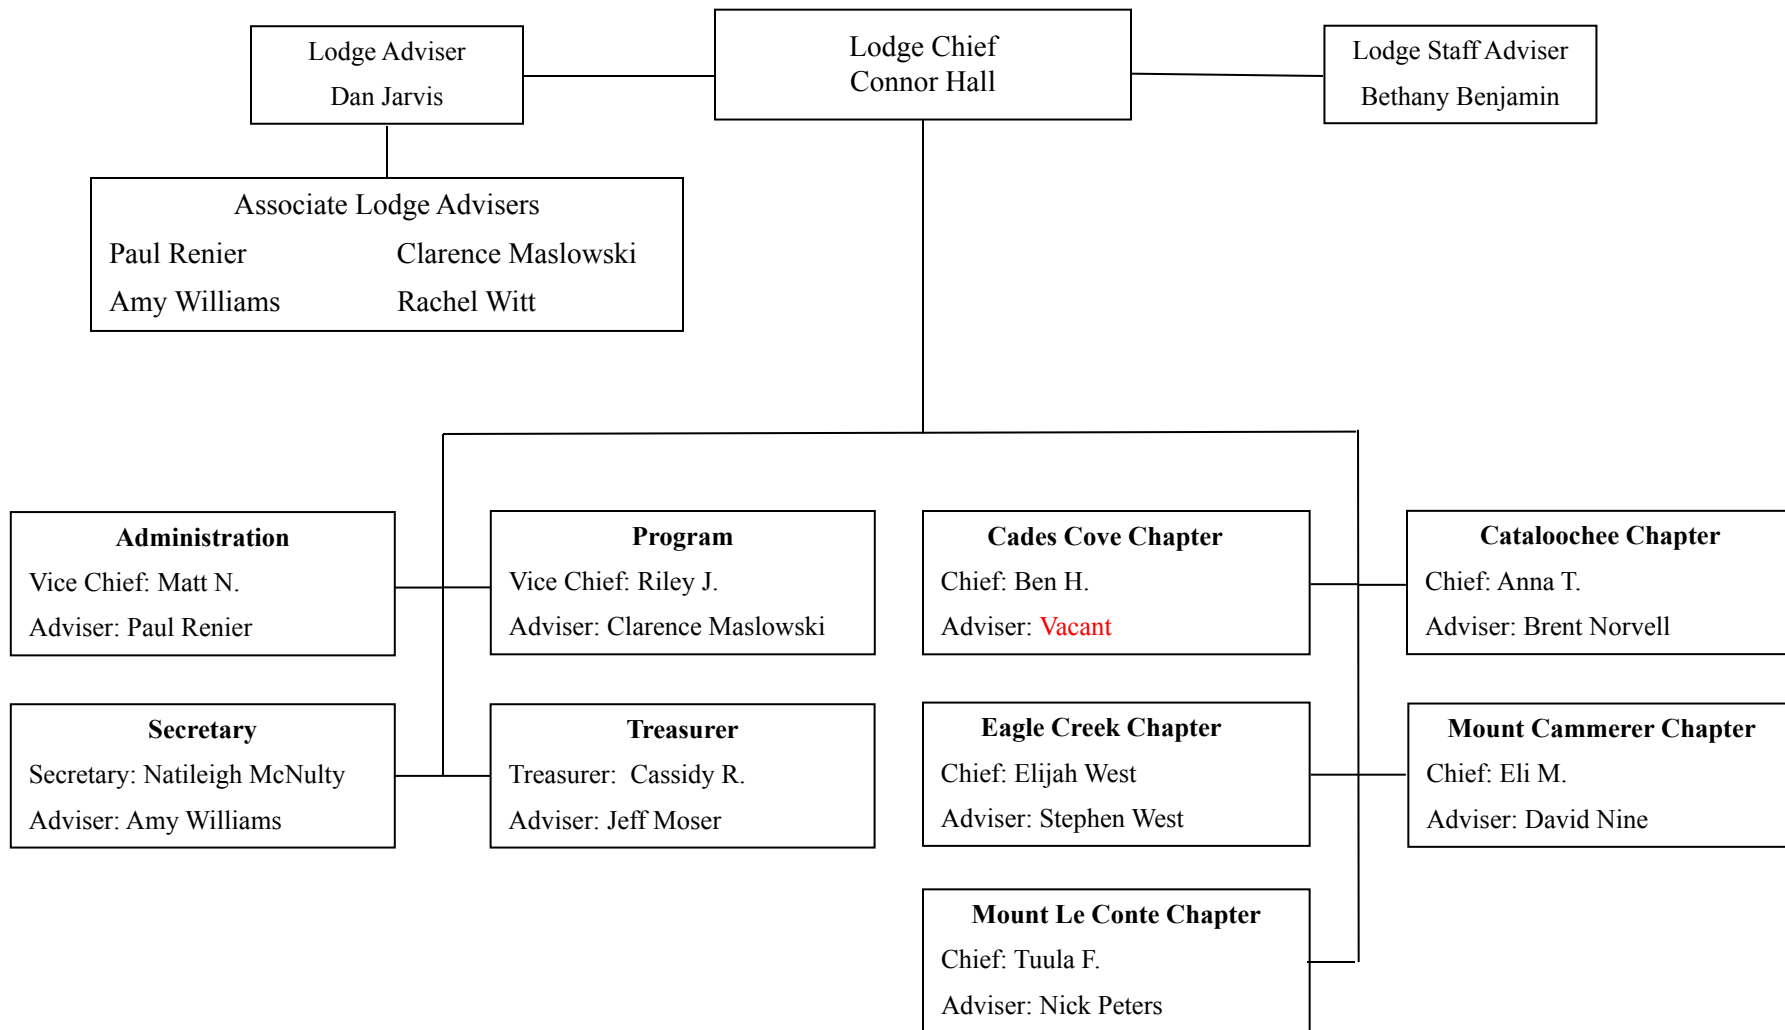 Lodge Adviser
Dan Jarvis
Lodge Chief
Connor Hall
Lodge Staff Adviser
Bethany Benjamin
Associate Lodge Advisers
Paul Renier Clarence Maslowski
Amy Williams Rachel Witt
Administration
Vice Chief: Matt N.
Adviser: Paul Renier
Program
Vice Chief: Riley J.
Adviser: Clarence Maslowski
Cades Cove Chapter
Chief: Ben H.
Adviser: Vacant
Cataloochee Chapter
Chief: Anna T.
Adviser: Brent Norvell
Secretary
Secretary: Natileigh McNulty
Adviser: Amy Williams
Treasurer
Treasurer: Cassidy R.
Adviser: Jeff Moser
Eagle Creek Chapter
Chief: Elijah West
Adviser: Stephen West
Mount Cammerer Chapter
Chief: Eli M.
Adviser: David Nine
Mount Le Conte Chapter
Chief: Tuula F.
Adviser: Nick Peters